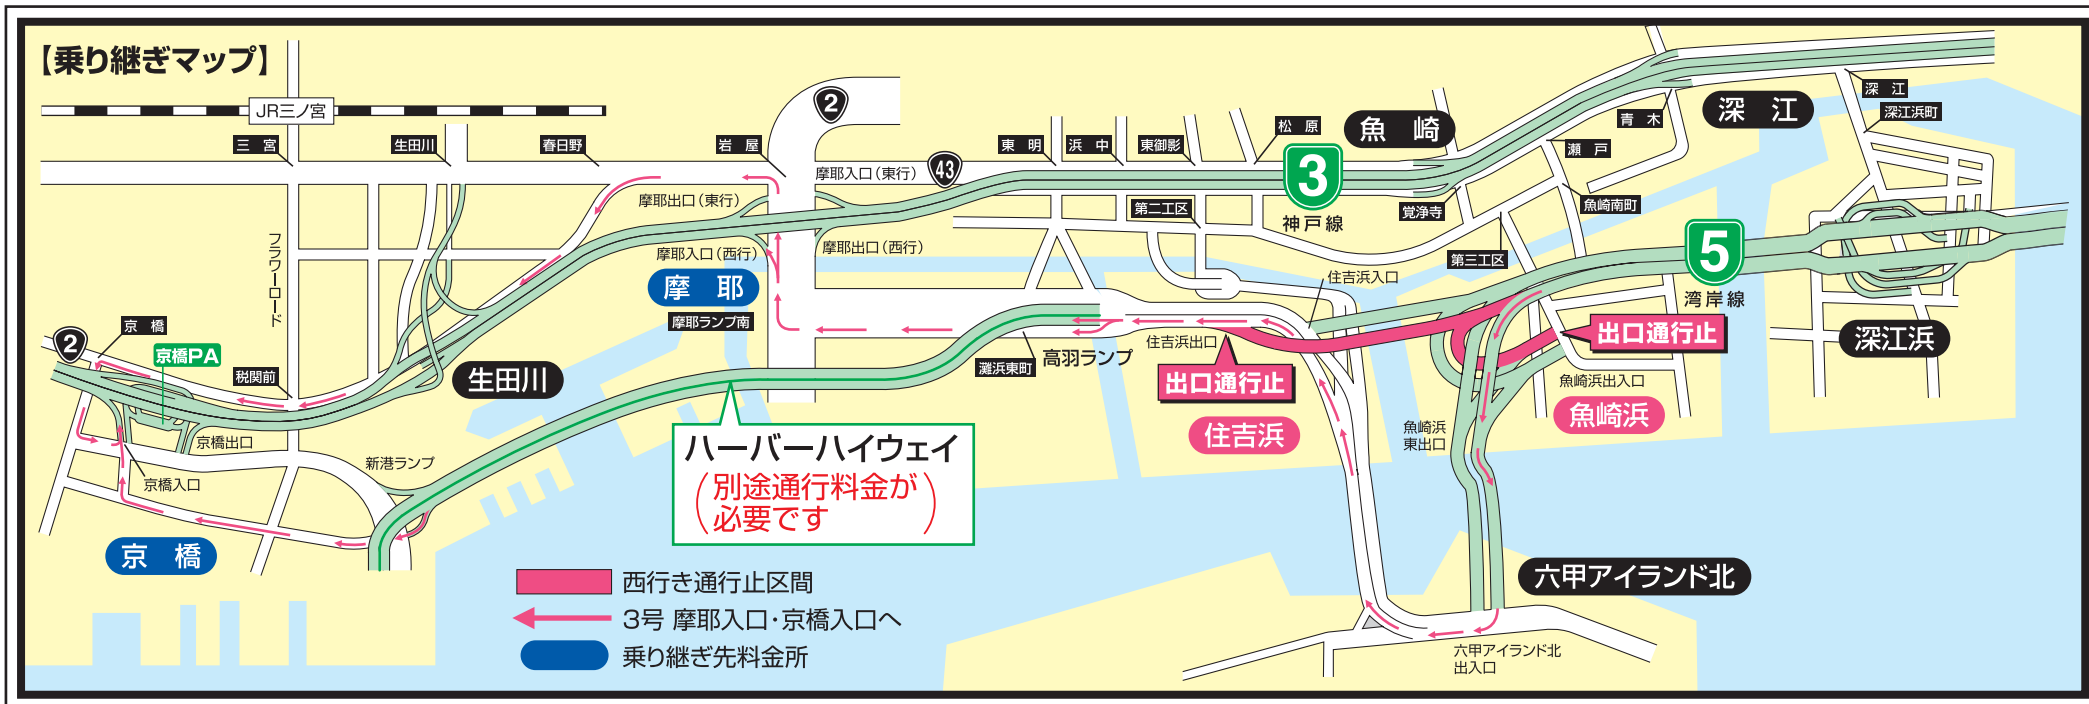 【乗り継ぎマップ】
JR三ノ宮
三 宮
生田川
春日野
岩 屋
2
摩耶入口（東行）
43
東 明
浜 中
東御影
松 原
魚 崎
3
神戸線
青 木
瀬 戸
深 江
深 江
深江浜町
魚崎南町
覚浄寺
第二工区
第三工区
5
湾岸線
深江浜
フラワーロード
摩耶出口（東行）
摩耶入口（西行）
摩耶出口（西行）
摩 耶
摩耶ランプ南
住吉浜入口
住吉浜出口
出口通行止
出口通行止
住吉浜
魚崎浜出入口
魚崎浜
魚崎浜
東出口
灘浜東町
高羽ランプ
2
京 橋
京橋PA
税関前
生田川
京橋出口
京橋入口
新港ランプ
京 橋
ハーバーハイウェイ
（別途通行料金が
必要です）
西行き通行止区間
3号 摩耶入口・京橋入口へ
乗り継ぎ先料金所
六甲アイランド北
六甲アイランド北
出入口